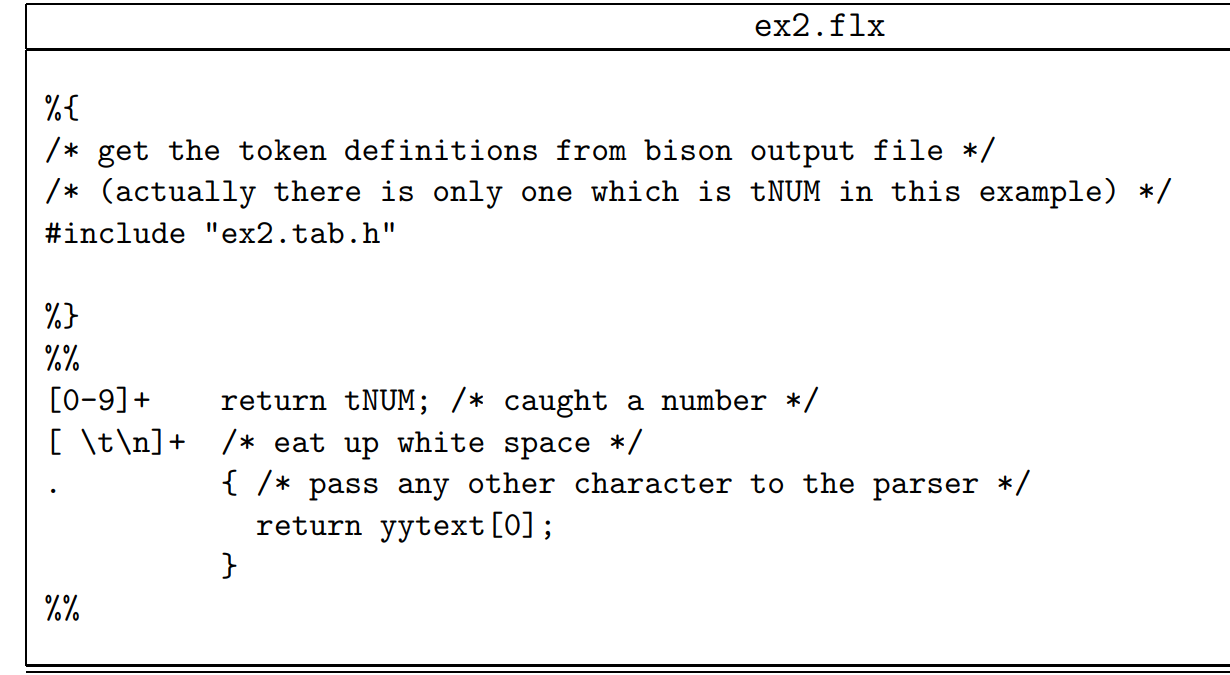 ex2.flx
%{
/* get the token definitions from bison output file */
/* (actually there is only one which is tNUM in this example) */
#include "ex2.tab.h"
%}
%%
[0-9]+    return tNUM; /* caught a number */
[ \t\n]+  /* eat up white space */
.         { /* pass any other character to the parser */
            return yytext[0];
          }
%%